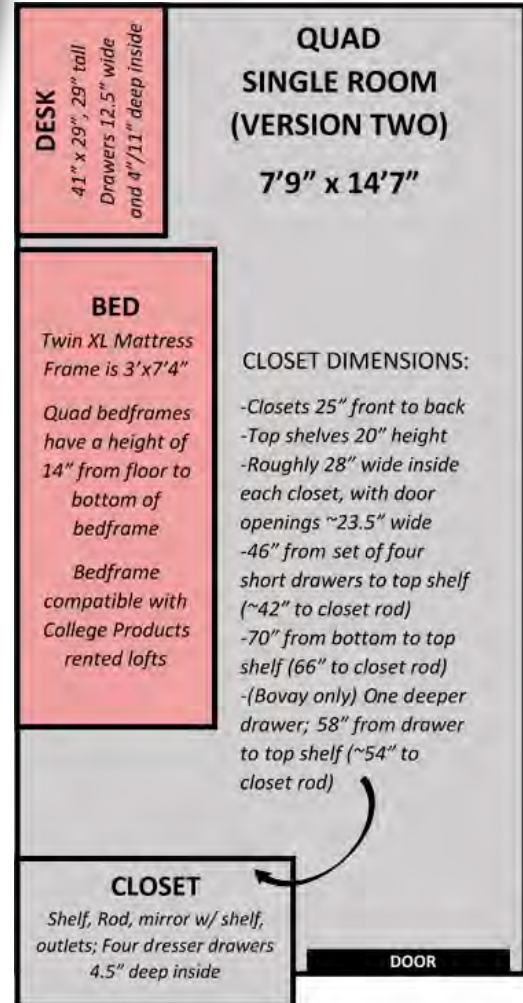 DESK
41” x 29”, 29” tall
Drawers 12.5” wide
and 4”/11” deep inside
QUAD
SINGLE ROOM
(VERSION TWO)
7’9” x 14’7”
BED
Twin XL Mattress
Frame is 3’x7’4”
Quad bedframes
have a height of
14” from floor to
bottom of
bedframe
Bedframe
compatible with
College Products
rented lofts
CLOSET DIMENSIONS:
-Closets 25” front to back
-Top shelves 20” height
-Roughly 28” wide inside
each closet, with door
openings ~23.5” wide
-46” from set of four
short drawers to top shelf
(~42” to closet rod)
-70” from bottom to top
shelf (66” to closet rod)
-(Bovay only) One deeper
drawer; 58” from drawer
to top shelf (~54” to
closet rod)
CLOSET
Shelf, Rod, mirror w/ shelf,
outlets; Four dresser drawers
4.5” deep inside
DOOR